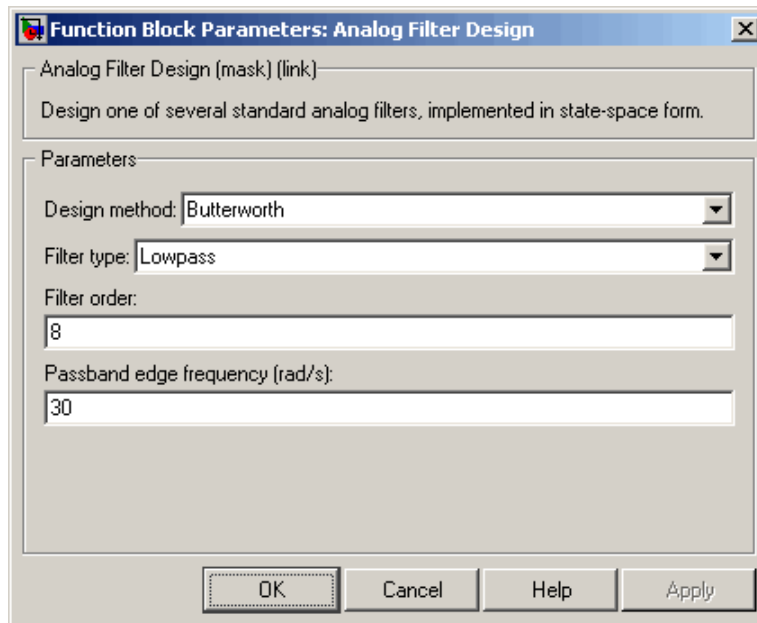 Function Block Parameters: Analog Filter Design
Analog Filter Design (mask) (link)
Design one of several standard analog filters, implemented in state-space form.
Parameters
Design method: Butterworth
Filter type: Lowpass
Filter order:
8
Passband edge frequency (rad/s):
30
OK Cancel Help Apply